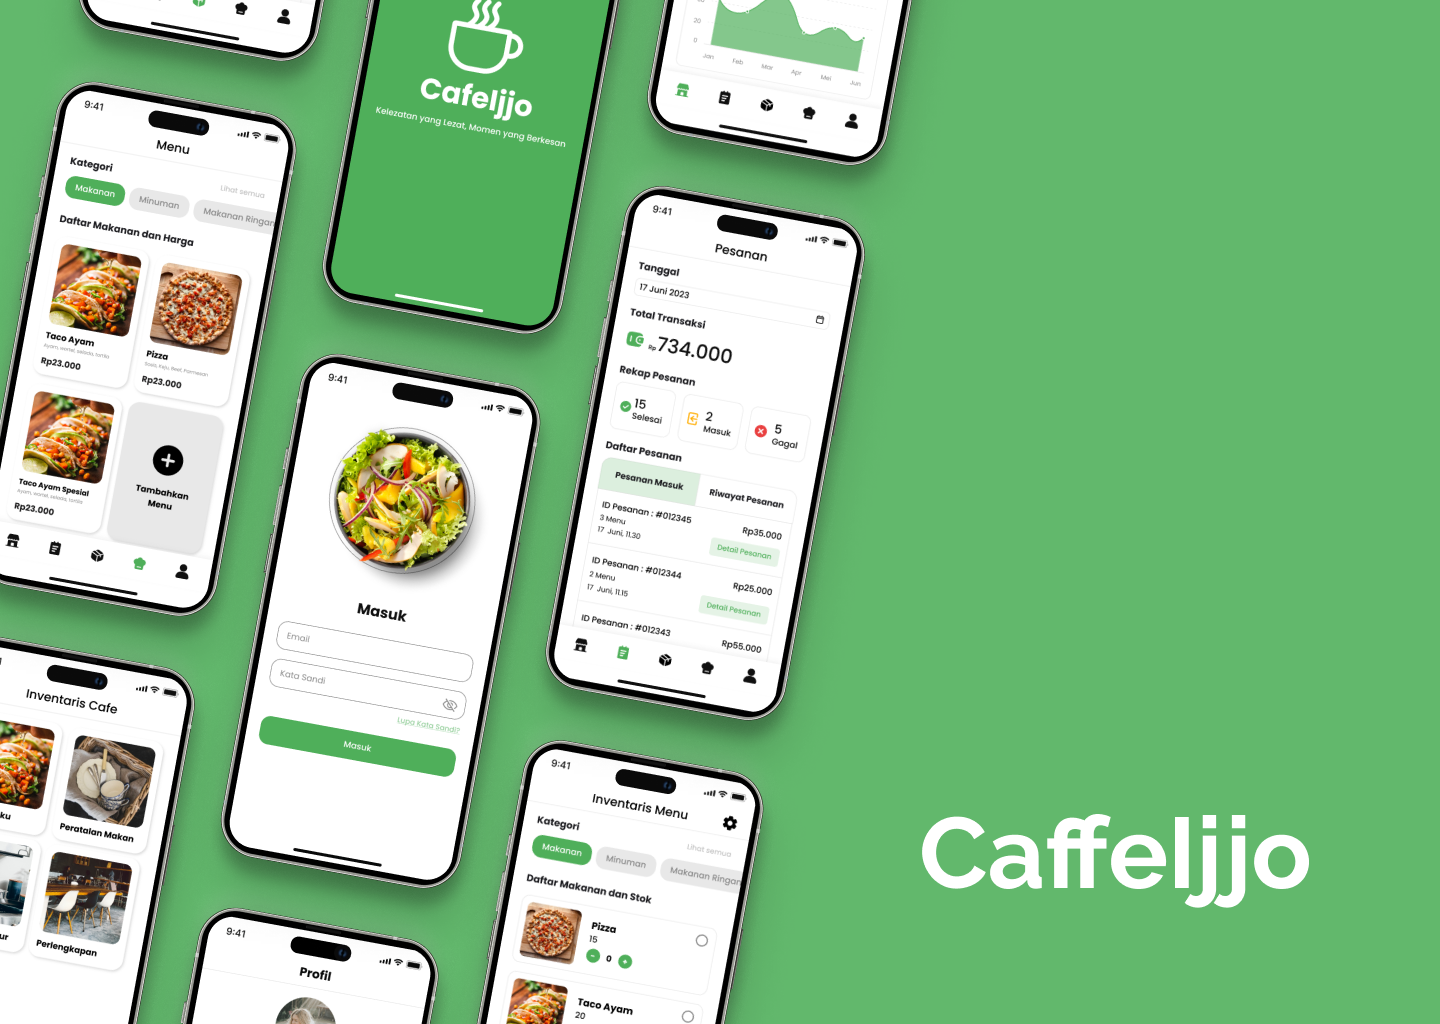 Cafeljjo
Kelezatan yang Lezat, Momen yang Berkesan
20
0
Jan
Feb
Mar
Apr
Mei
Jun
9:41
Menu
Kategori
Lihat semua
Makanan
Minuman
Makanan Ringan
Daftar Makanan dan Harga
Taco Ayam
Ayam, wortel, selada, tortilla
Rp23.000
Pizza
Saus, Keju, Beef, Parmesan
Rp23.000
Taco Ayam Spesial
Ayam, wortel, selada, tortilla
Rp23.000
Tambahkan
Menu
9:41
Pesanan
Tanggal
17 Juni 2023
Total Transaksi
Rp 734.000
Rekap Pesanan
15
Selesai
2
Masuk
5
Gagal
Daftar Pesanan
Pesanan Masuk
Riwayat Pesanan
ID Pesanan : #012345
3 Menu
17 Juni, 11.30
Rp35.000
Detail Pesanan
ID Pesanan : #012344
2 Menu
17 Juni, 11.15
Rp25.000
Detail Pesanan
ID Pesanan : #012343
Rp55.000
9:41
Masuk
Email
Kata Sandi
Lupa Kata Sandi?
Masuk
Inventaris Cafe
Peratalan Makan
Perlengkapan
9:41
Profil
9:41
Inventaris Menu
Kategori
Lihat semua
Makanan
Minuman
Makanan Ringan
Daftar Makanan dan Stok
Pizza
15
- 0 +
Taco Ayam
20
Caffeljjo